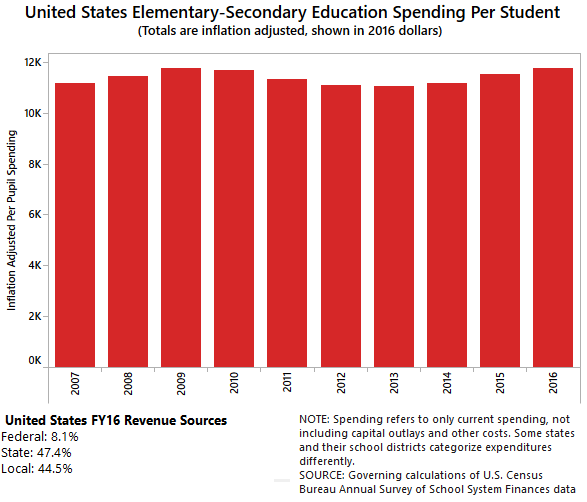 United States Elementary-Secondary Education Spending Per Student
(Totals are inflation adjusted, shown in 2016 dollars)
Inflation Adjusted Per Pupil Spending
12K
10K
8K
6K
4K
2K
0K
2007
2008
2009
2010
2011
2012
2013
2014
2015
2016
United States FY16 Revenue Sources
Federal: 8.1%
State: 47.4%
Local: 44.5%
NOTE: Spending refers to only current spending, not
including capital outlays and other costs. Some states
and their school districts categorize expenditures
differently.
SOURCE: Governing calculations of U.S. Census
Bureau Annual Survey of School System Finances data